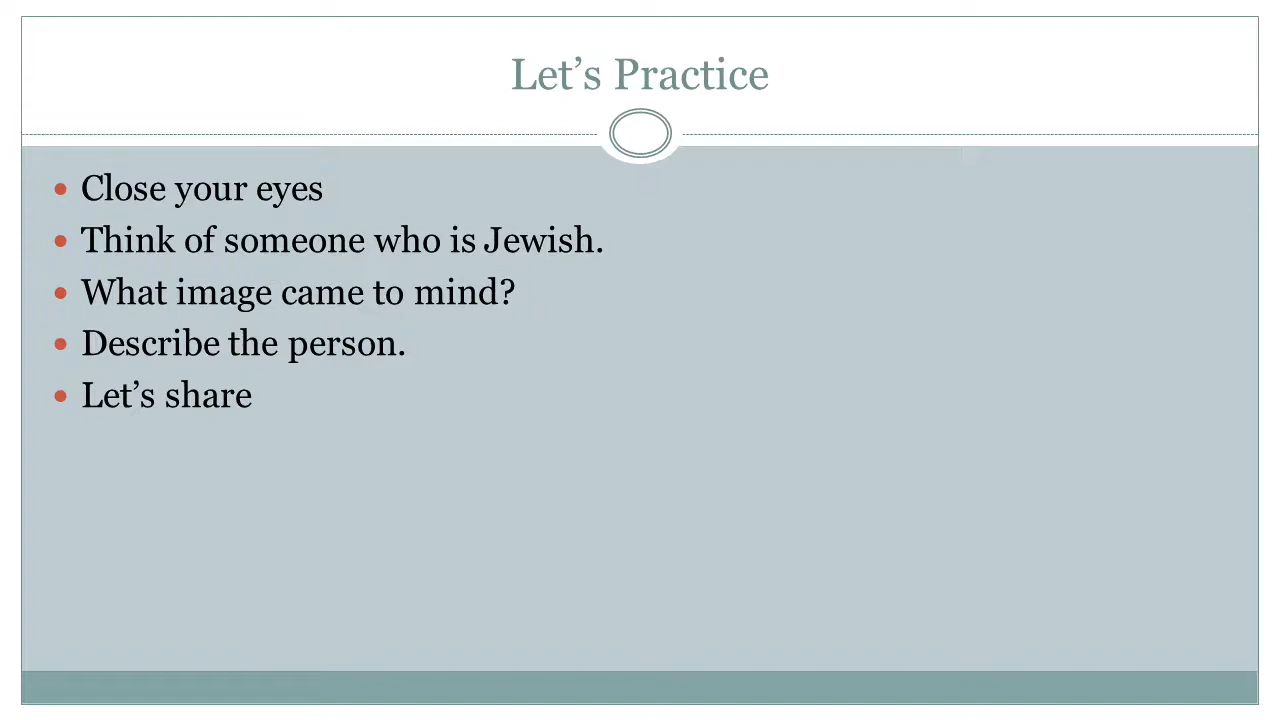 Let’s Practice
Close your eyes
Think of someone who is Jewish.
What image came to mind?
Describe the person.
Let’s share